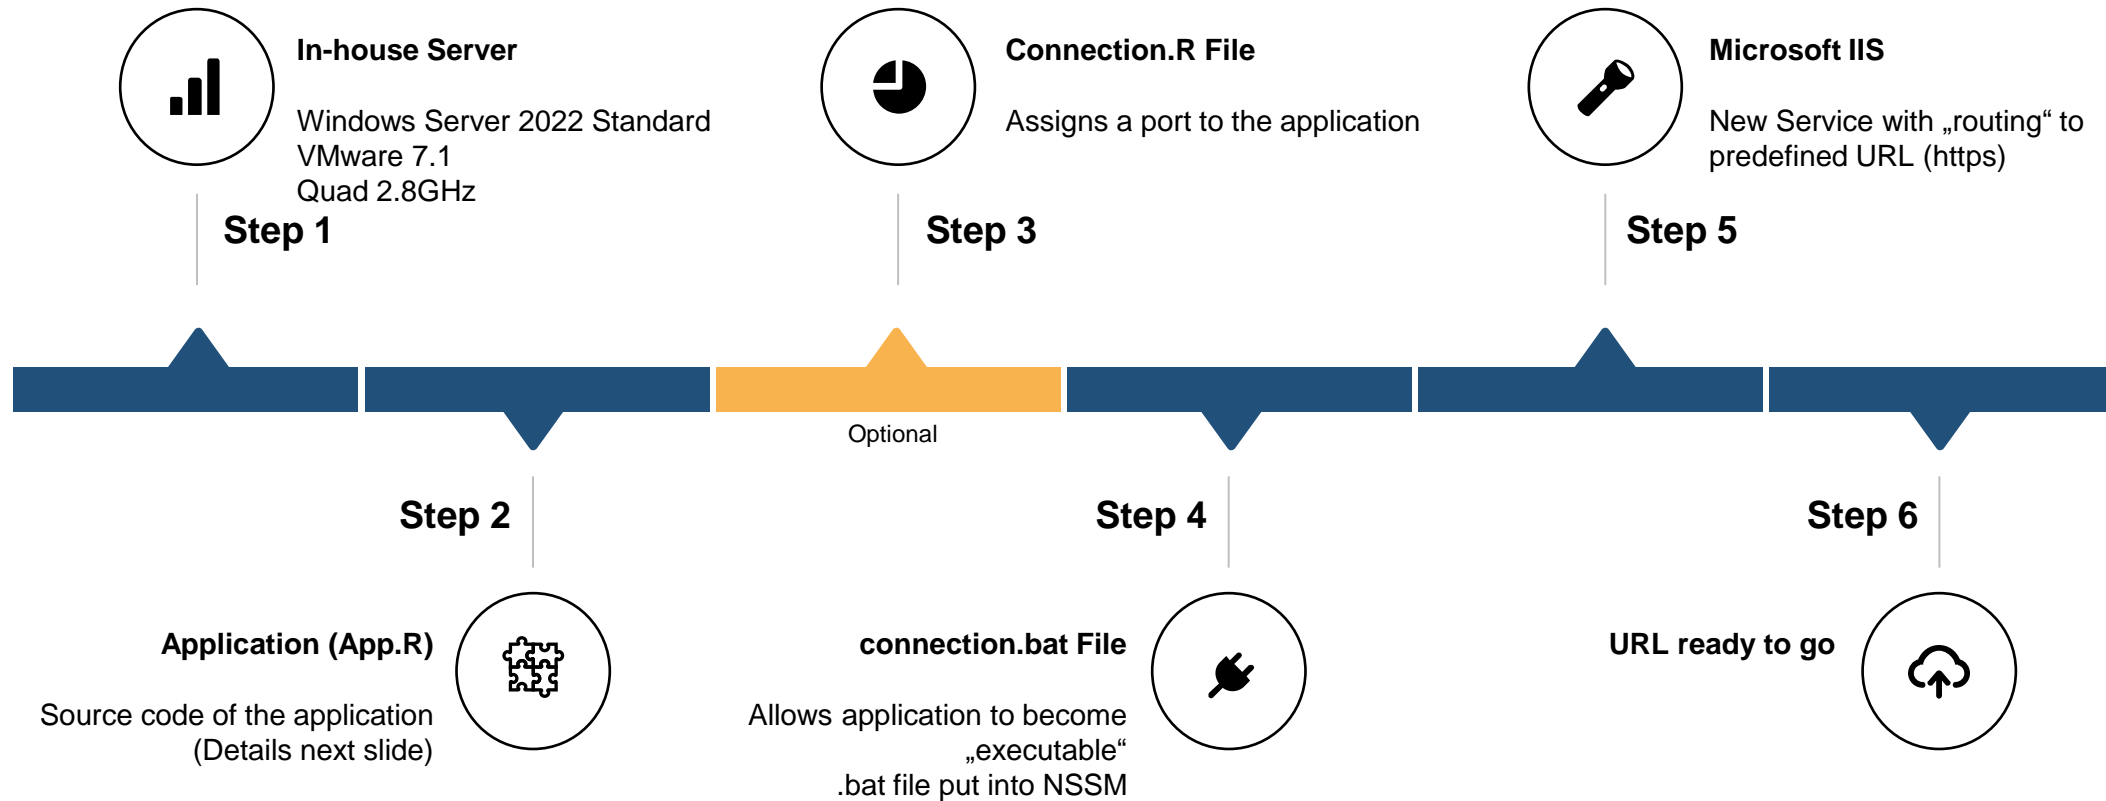 In-house Server
Windows Server 2022 Standard
VMware 7.1
Quad 2.8GHz
Step 1
Connection.R File
Assigns a port to the application
Step 3
Microsoft IIS
New Service with „routing“ to
predefined URL (https)
Step 5
Optional
Step 2
Application (App.R)
Source code of the application
(Details next slide)
Step 4
connection.bat File
Allows application to become
„executable“
.bat file put into NSSM
Step 6
URL ready to go